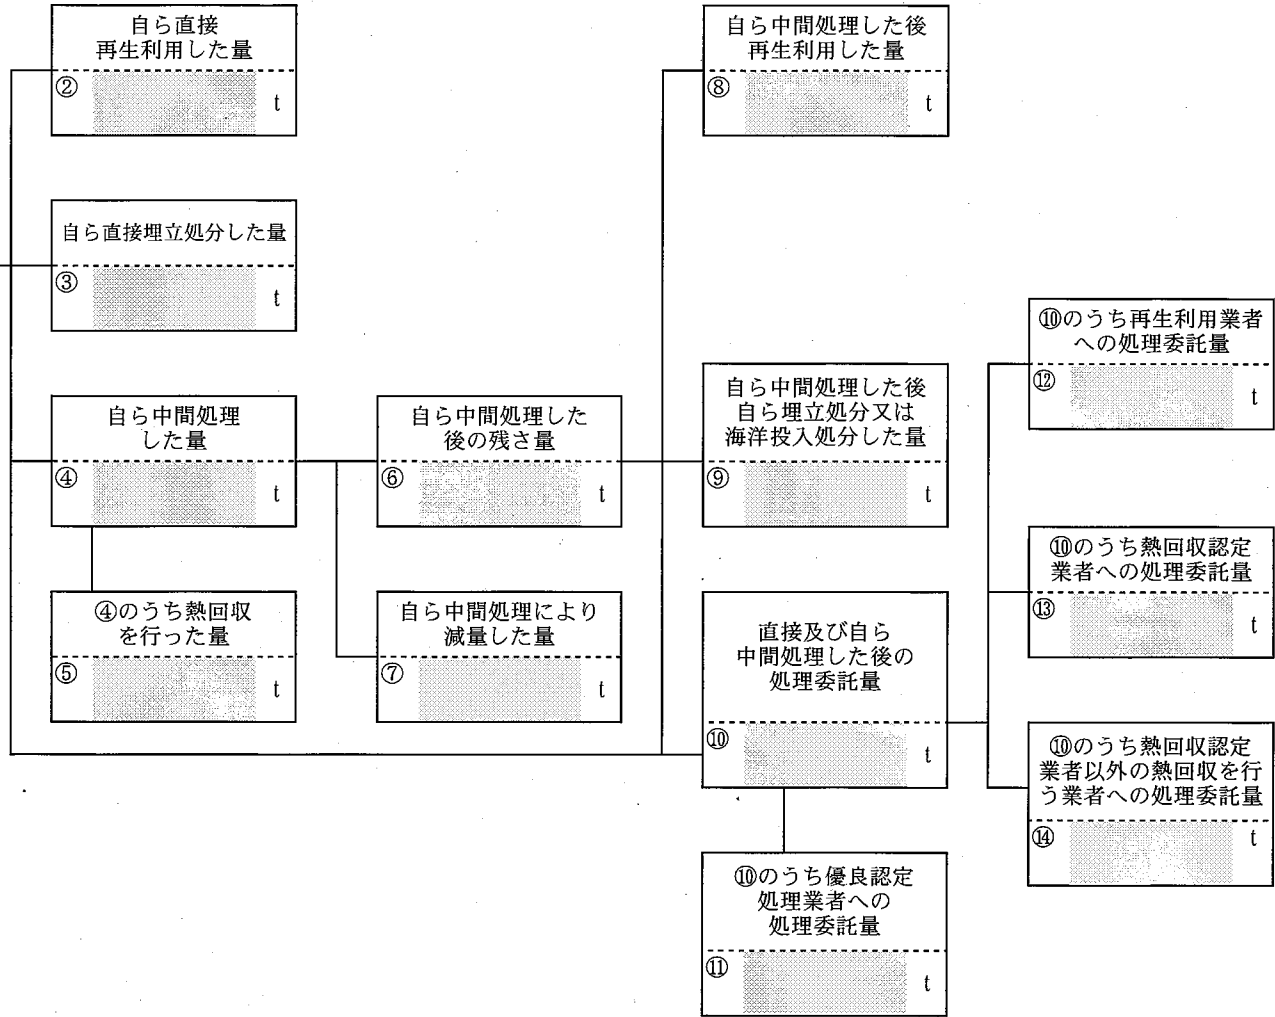 自ら直接
再生利用した量
②
t
自ら中間処理した後
再生利用した量
⑧
t
自ら直接埋立処分した量
③
t
⑩のうち再生利用業者
への処理委託量
⑫
t
自ら中間処理
した量
④
t
自ら中間処理した
後の残さ量
⑥
t
自ら中間処理した後
自ら埋立処分又は
海洋投入処分した量
⑨
t
⑩のうち熱回収認定
業者への処理委託量
⑬
t
④のうち熱回収
を行った量
⑤
t
自ら中間処理により
減量した量
⑦
t
直接及び自ら
中間処理した後の
処理委託量
⑩
t
⑩のうち熱回収認定
業者以外の熱回収を行
う業者への処理委託量
⑭
t
⑩のうち優良認定
処理業者への
処理委託量
⑪
t